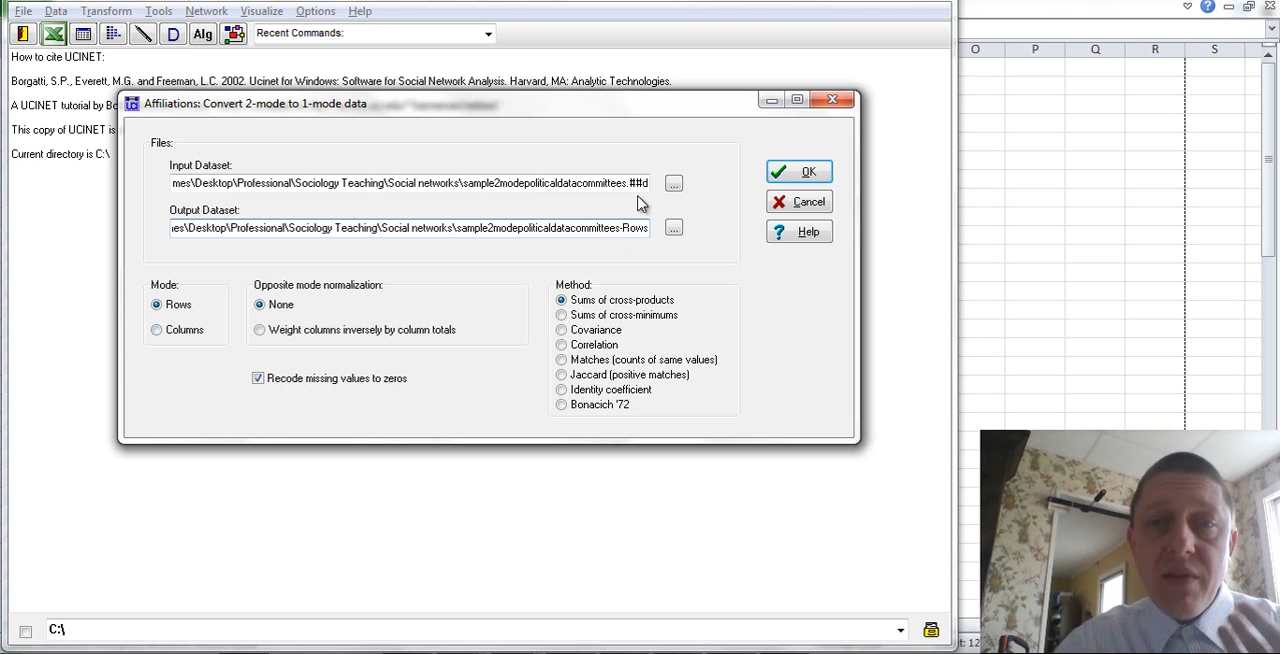 File Data Transform Tools Network Visualize Options Help
D Alg Recent Commands:
How to cite UCINET:
Borgatti, S.P., Everett, M.G. and Freeman, L.C. 2002. Ucinet for Windows: Software for Social Network Analysis. Harvard, MA: Analytic Technologies.
A UCINET tutorial by Bo
This copy of UCINET is
Current directory is C:\
O P Q R S
Affiliations: Convert 2-mode to 1-mode data
Files:
Input Dataset:
mes\Desktop\Professional\Sociology Teaching\Social networks\sample2modepoliticaldatacommittees.##d
...
OK
Output Dataset:
es\Desktop\Professional\Sociology Teaching\Social networks\sample2modepoliticaldatacommittees-Rows
...
Cancel
Help
Mode:
Rows
Columns
Opposite mode normalization:
None
Weight columns inversely by column totals
Recode missing values to zeros
Method:
Sums of cross-products
Sums of cross-minimums
Covariance
Correlation
Matches (counts of same values)
Jaccard (positive matches)
Identity coefficient
Bonacich '72
C:\
t: 12